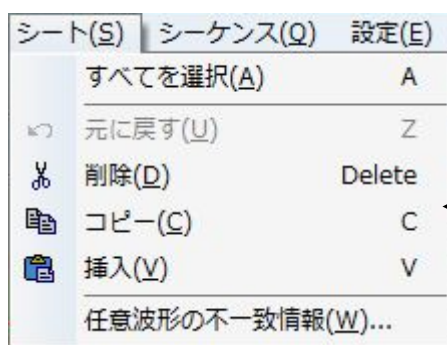 シート(S) シーケンス(Q) 設定(E)
すべてを選択(A) A
元に戻す(U) Z
削除(D) Delete
コピー(C) C
挿入(V) V
任意波形の不一致情報(W)...